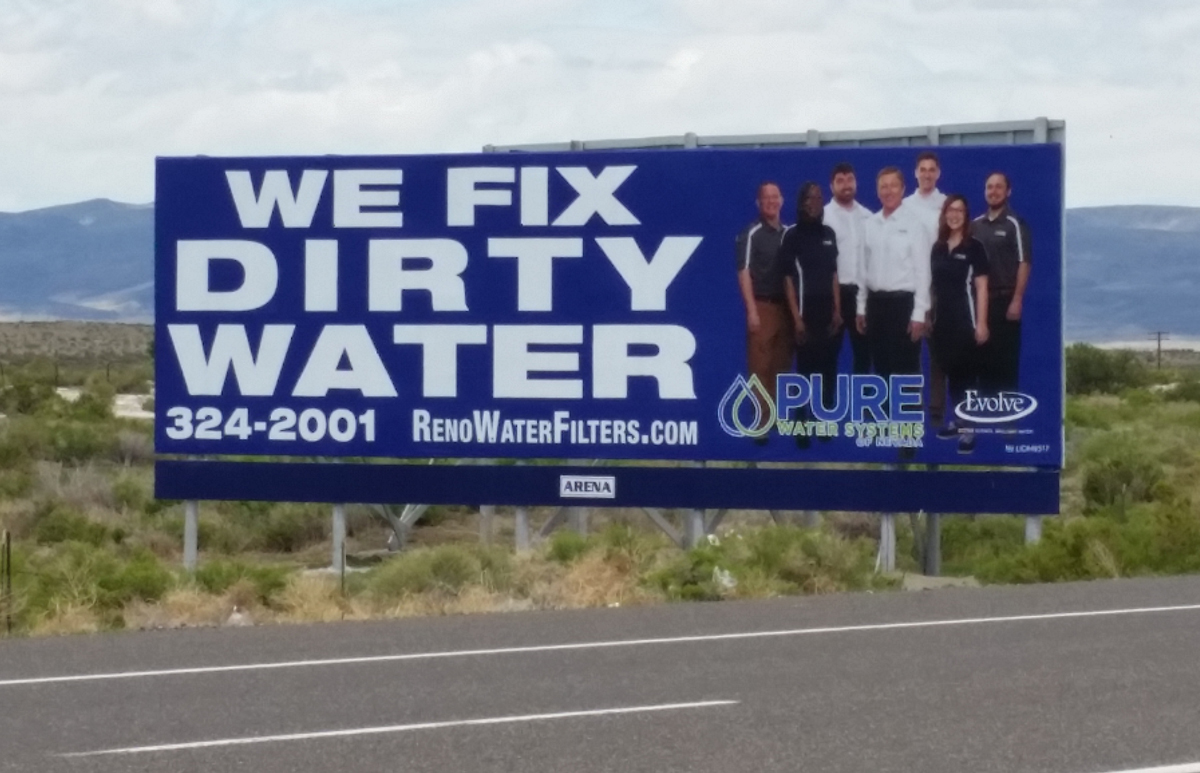 WE FIX
DIRTY
WATER
324-2001 RENOWATERFILTERS.COM
PURE
WATER SYSTEMS
OF NEVADA
Evolve
ARENA